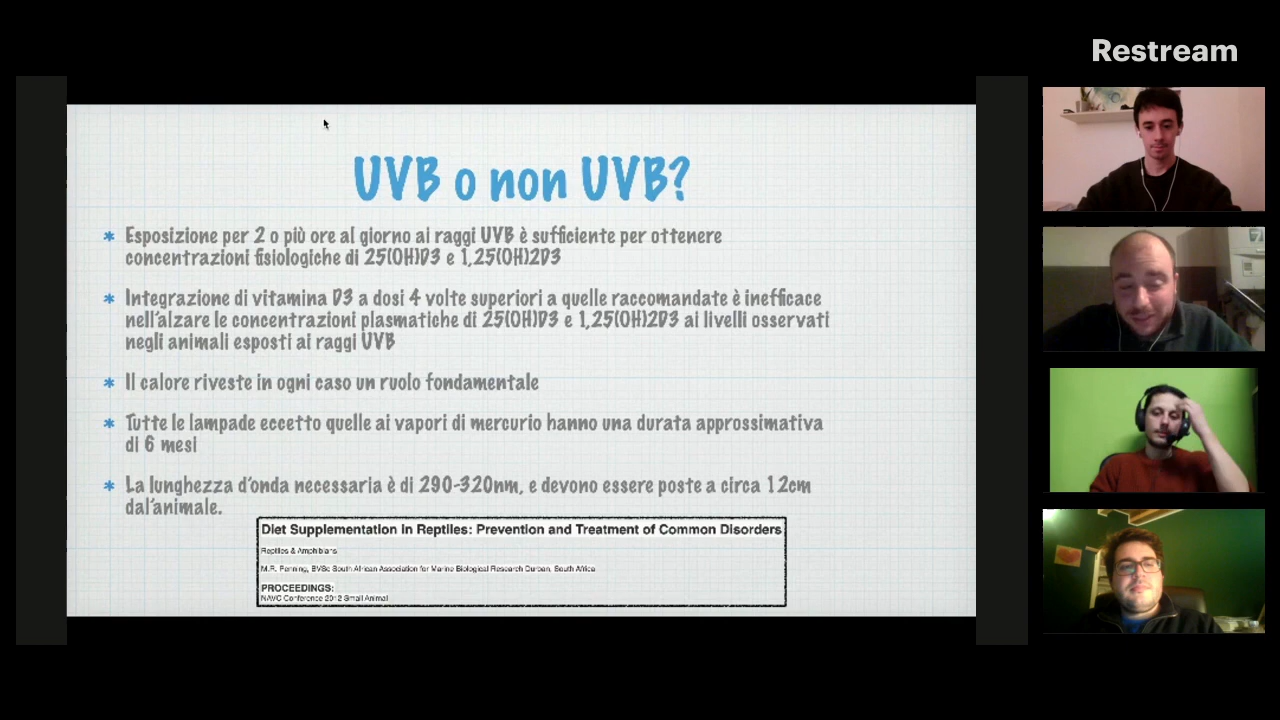 Restream
UVB o non UVB?
* Esposizione per 2 o più ore al giorno ai raggi UVB è sufficiente per ottenere
concentrazioni fisiologiche di 25(OH)D3 e 1,25(OH)2D3
* Integrazione di vitamina D3 a dosi 4 volte superiori a quelle raccomandate è inefficace
nell'alzare le concentrazioni plasmatiche di 25(OH)D3 e 1,25(OH)2D3 ai livelli osservati
negli animali esposti ai raggi UVB
* Il calore riveste in ogni caso un ruolo fondamentale
* Tutte le lampade eccetto quelle ai vapori di mercurio hanno una durata approssimativa
di 6 mesi
* La lunghezza d'onda necessaria è di 290-320nm, e devono essere poste a circa 12cm
dal'animale.
Diet Supplementation in Reptiles: Prevention and Treatment of Common Disorders
Reptiles & Amphibians
M.R. Penning, BVSc South African Association for Marine Biological Research Durban, South Africa
PROCEEDINGS:
NAVC Conference 2012 Small Animal